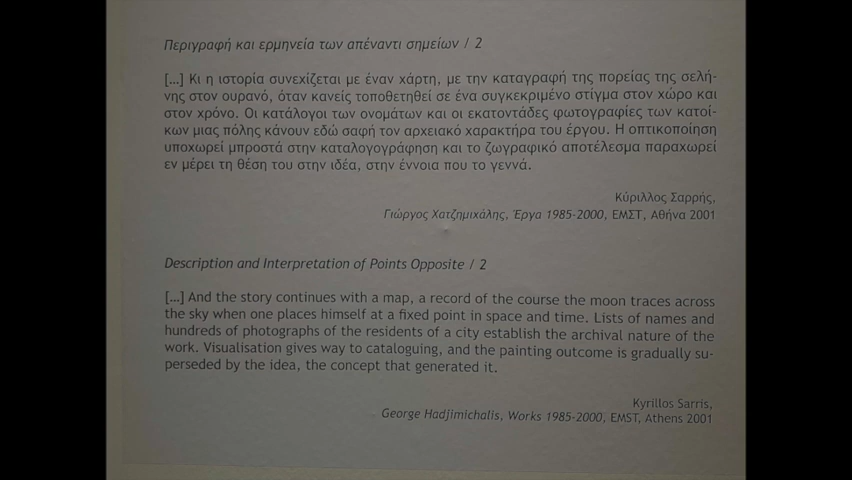 Περιγραφή και ερμηνεία των απέναντι σημείων / 2
[...] Κι η ιστορία συνεχίζεται με έναν χάρτη, με την καταγραφή της πορείας της σελή-
νης στον ουρανό, όταν κανείς τοποθετηθεί σε ένα συγκεκριμένο στίγμα στον χώρο και
στον χρόνο. Οι κατάλογοι των ονομάτων και οι εκατοντάδες φωτογραφίες των κατοί-
κων μιας πόλης κάνουν εδώ σαφή τον αρχειακό χαρακτήρα του έργου. Η οπτικοποίηση
υποχωρεί μπροστά στην καταλογογράφηση και το ζωγραφικό αποτέλεσμα παραχωρεί
εν μέρει τη θέση του στην ιδέα, στην έννοια που το γεννά.
Κύριλλος Σαρρής,
Γιώργος Χατζημιχάλης, Έργα 1985-2000, ΕΜΣΤ, Αθήνα 2001
Description and Interpretation of Points Opposite / 2
[...] And the story continues with a map, a record of the course the moon traces across
the sky when one places himself at a fixed point in space and time. Lists of names and
hundreds of photographs of the residents of a city establish the archival nature of the
work. Visualisation gives way to cataloguing, and the painting outcome is gradually su-
perseded by the idea, the concept that generated it.
Kyrillos Sarris,
George Hadjimichalis, Works 1985-2000, EMST, Athens 2001